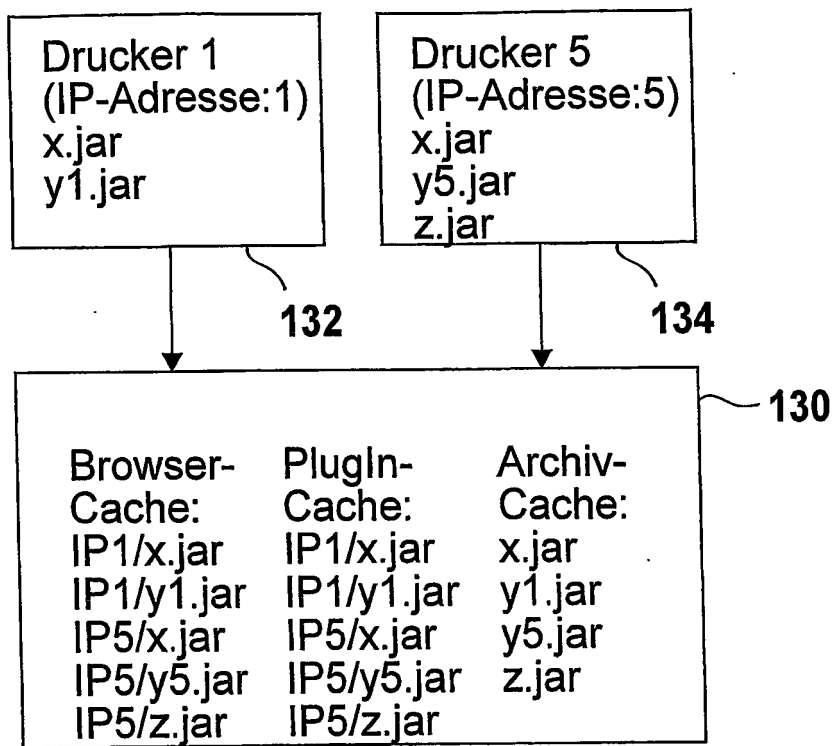 Drucker 1
(IP-Adresse:1)
x.jar
y1.jar
Drucker 5
(IP-Adresse:5)
x.jar
y5.jar
z.jar
132
134
130
Browser-
Cache:
IP1/x.jar
IP1/y1.jar
IP5/x.jar
IP5/y5.jar
IP5/z.jar
PlugIn-
Cache:
IP1/x.jar
IP1/y1.jar
IP5/x.jar
IP5/y5.jar
IP5/z.jar
Archiv-
Cache:
x.jar
y1.jar
y5.jar
z.jar